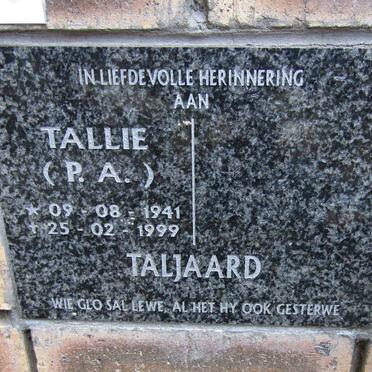 IN LIEFDEVOLLE HERINNERING
AAN
TALLIE
( P. A. )
* 09 - 08 - 1941
† 25 - 02 - 1999
TALJAARD
WIE GLO SAL LEWE, AL HET HY OOK GESTERWE